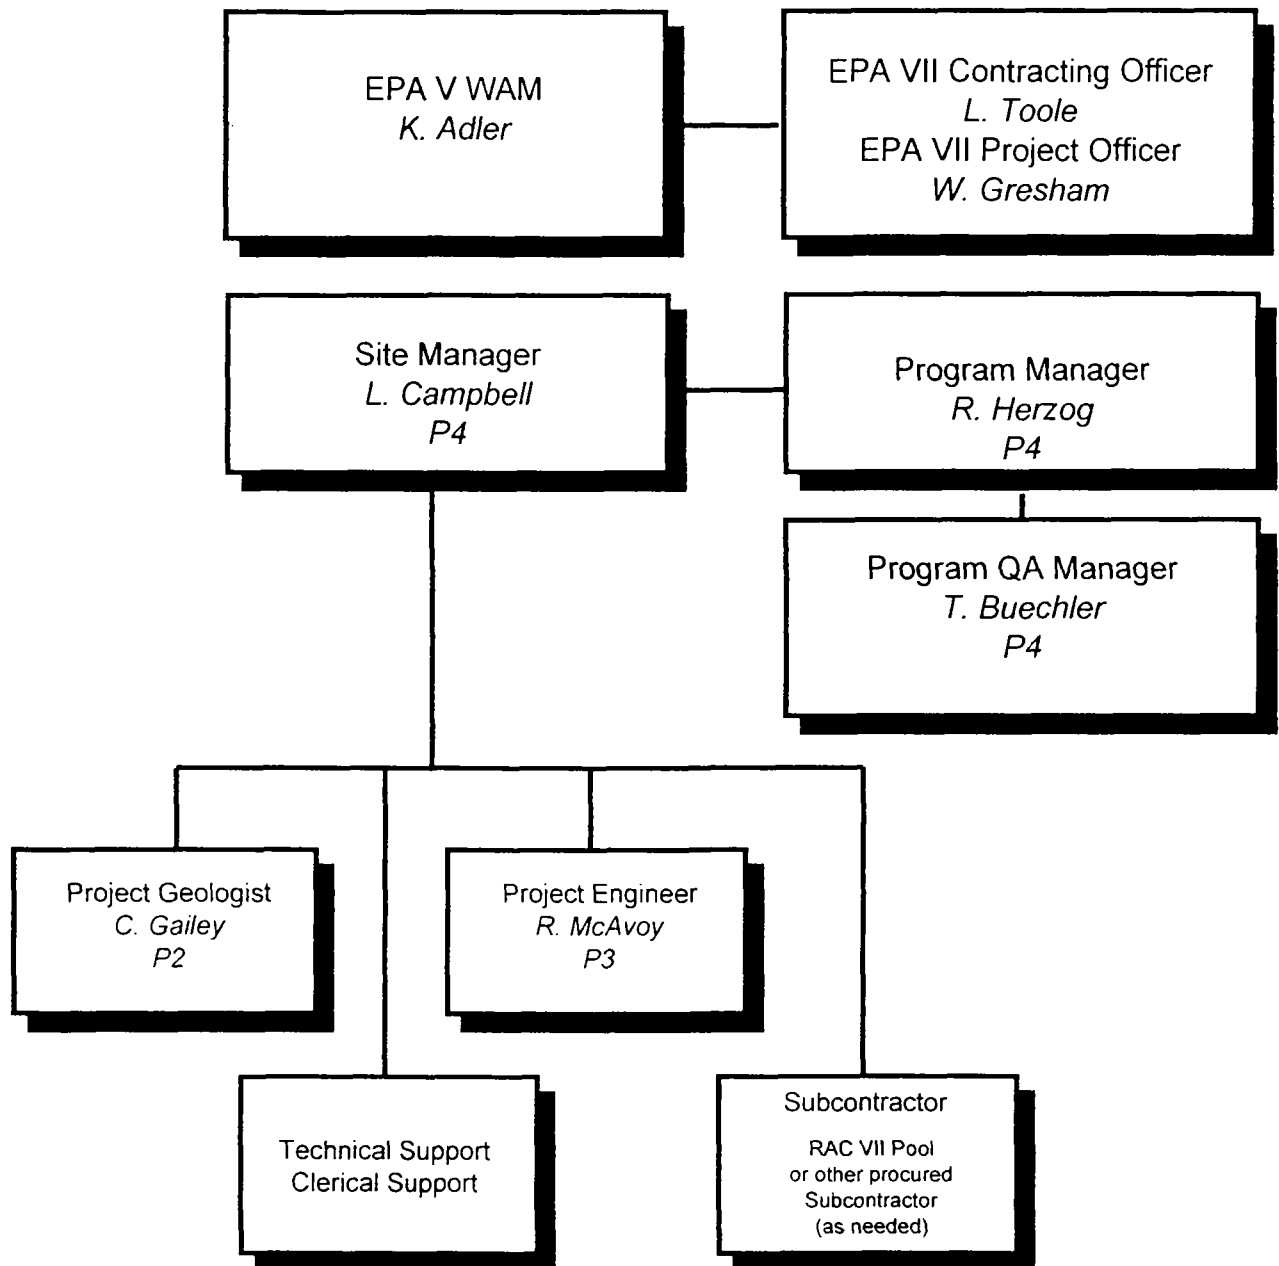 EPA V WAM
K. Adler
EPA VII Contracting Officer
L. Toole
EPA VII Project Officer
W. Gresham
Site Manager
L. Campbell
P4
Program Manager
R. Herzog
P4
Program QA Manager
T. Buechler
P4
Project Geologist
C. Gailey
P2
Project Engineer
R. McAvoy
P3
Technical Support
Clerical Support
Subcontractor
RAC VII Pool
or other procured
Subcontractor
(as needed)